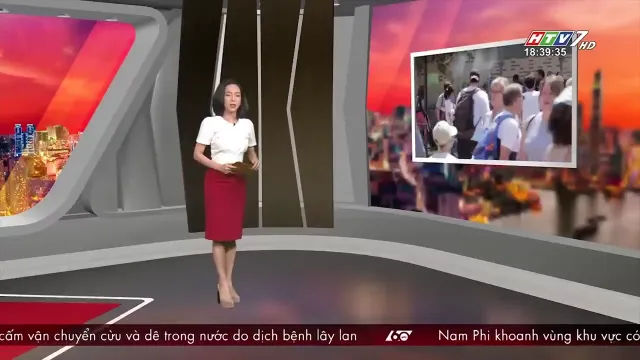 HTV7 HD
18:39:35
cấm vận chuyển cừu và dê trong nước do dịch bệnh lây lan 60 Nam Phi khoanh vùng khu vực có